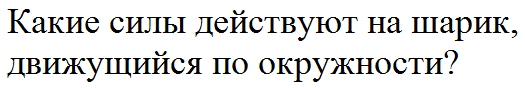 Какие силы действуют на шарик,
движущийся по окружности?